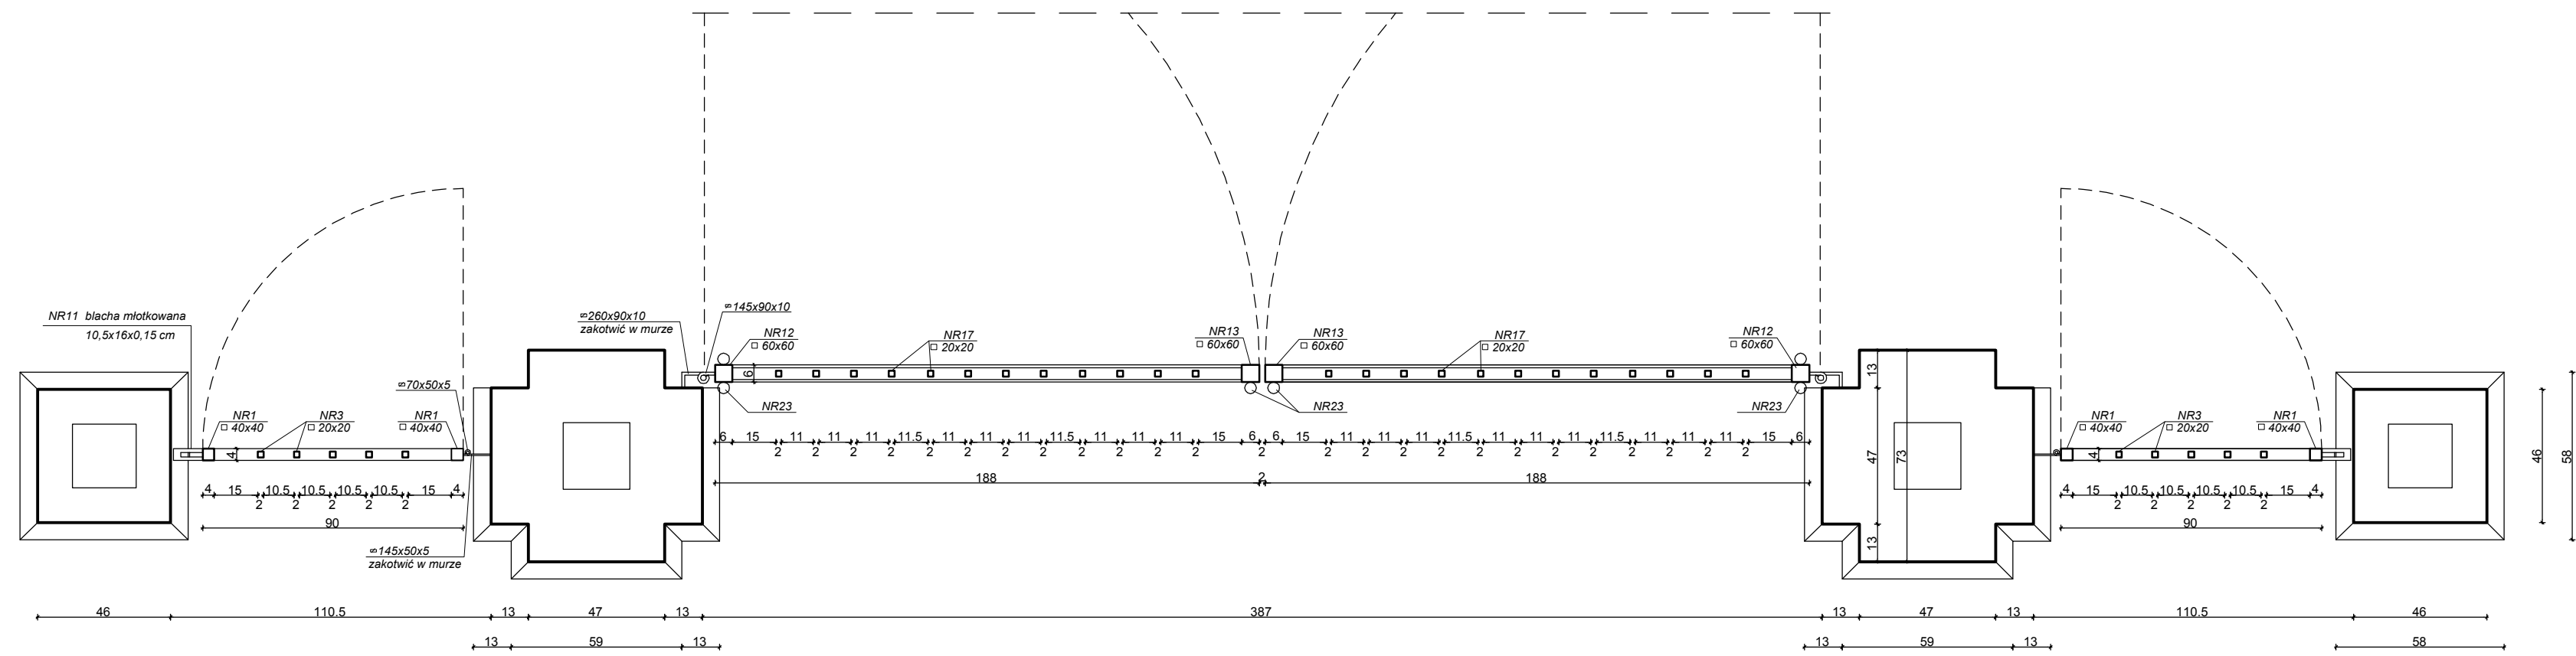 ≂145x90x10
NR11 blacha młotkowana
10,5x16x0,15 cm
≂260x90x10
zakotwić w murze
NR12
□ 60x60
NR17
□ 20x20
NR13
□ 60x60
NR13
□ 60x60
NR17
□ 20x20
NR12
□ 60x60
6
13
≂70x50x5
NR23
NR23
NR23
NR1
□ 40x40
NR3
□ 20x20
NR1
□ 40x40
NR1
□ 40x40
NR3
□ 20x20
NR1
□ 40x40
4
47
73
4
46
58
6 15 11 11 11 11.5 11 11 11 11.5 11 11 11 15 6 6 15 11 11 11 11.5 11 11 11 11.5 11 11 11 15 6
2 2 2 2 2 2 2 2 2 2 2 2 2 2 2 2 2 2 2 2 2 2 2 2 2
188 2 188
4 15 10.5 10.5 10.5 10.5 15 4
2 2 2 2 2
90
4 15 10.5 10.5 10.5 10.5 15 4
2 2 2 2 2
90
≂145x50x5
zakotwić w murze
13
46 110.5 13 47 13 387 13 47 13 110.5 46
13 59 13 13 59 13 58